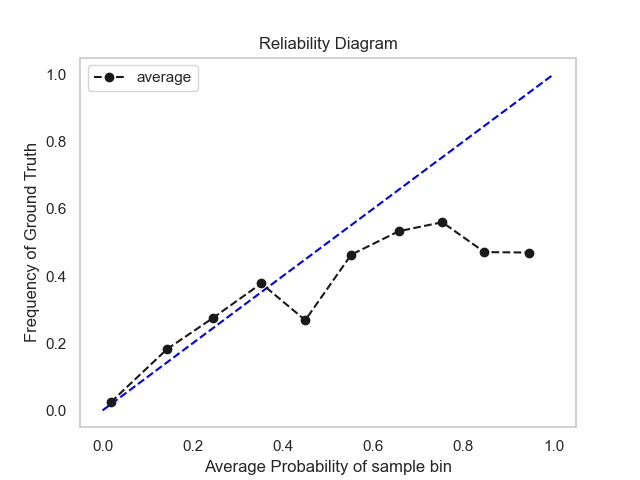 Reliability Diagram
average
Frequency of Ground Truth
1.0
0.8
0.6
0.4
0.2
0.0
0.0 0.2 0.4 0.6 0.8 1.0
Average Probability of sample bin